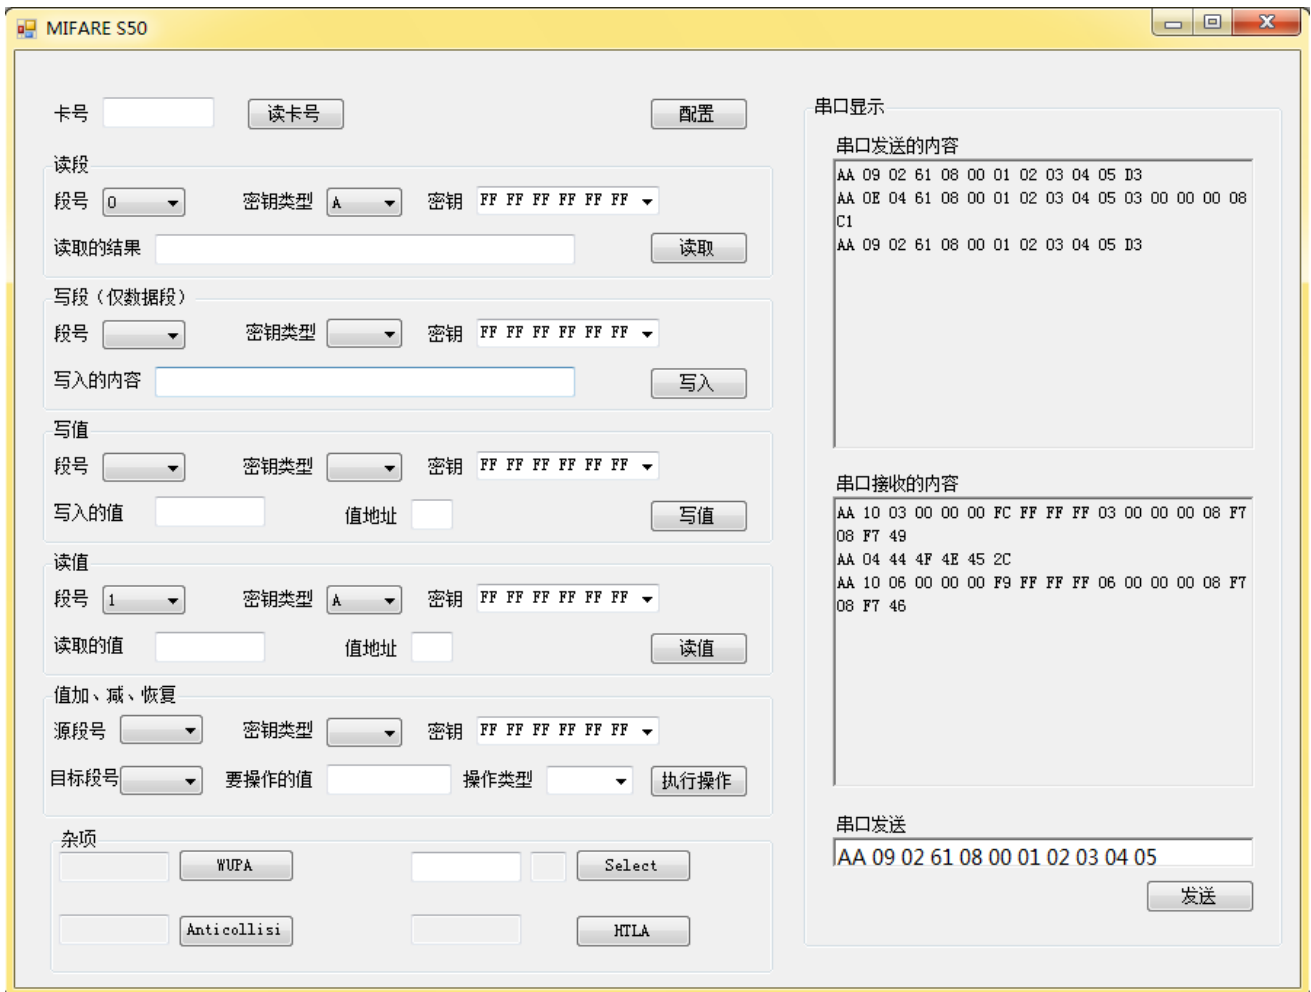 MIFARE S50
卡号 读卡号 配置
读段
段号 0 密钥类型 A 密钥 FF FF FF FF FF FF
读取的结果 读取
写段（仅数据段）
段号 密钥类型 密钥 FF FF FF FF FF FF
写入的内容 写入
写值
段号 密钥类型 密钥 FF FF FF FF FF FF
写入的值 值地址 写值
读值
段号 1 密钥类型 A 密钥 FF FF FF FF FF FF
读取的值 值地址 读值
值加、减、恢复
源段号 密钥类型 密钥 FF FF FF FF FF FF
目标段号 要操作的值 操作类型 执行操作
杂项
WUPA Select
Anticollisi HTLA
串口显示
串口发送的内容
AA 09 02 61 08 00 01 02 03 04 05 D3
AA 0E 04 61 08 00 01 02 03 04 05 03 00 00 00 08
C1
AA 09 02 61 08 00 01 02 03 04 05 D3
串口接收的内容
AA 10 03 00 00 00 FC FF FF FF 03 00 00 00 08 F7
08 F7 49
AA 04 44 4F 4E 45 2C
AA 10 06 00 00 00 F9 FF FF FF 06 00 00 00 08 F7
08 F7 46
串口发送
AA 09 02 61 08 00 01 02 03 04 05
发送